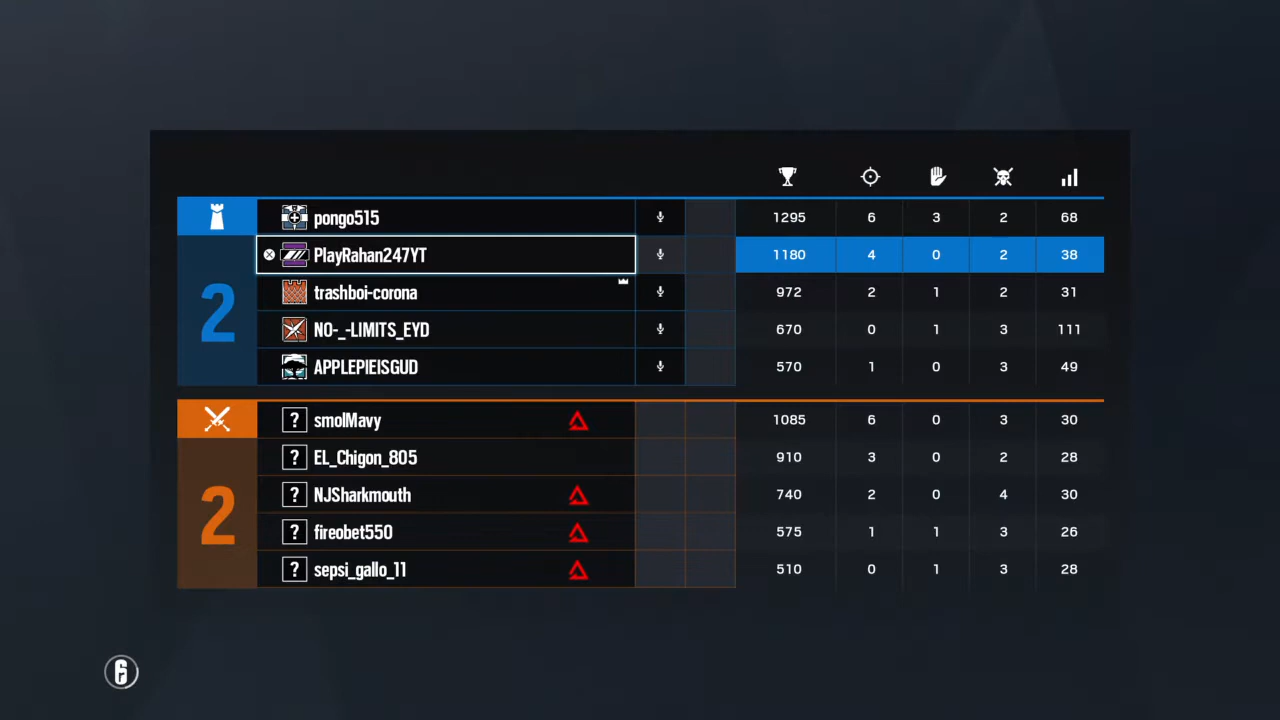 pongo515 1295 6 3 2 68
PlayRahan247YT 1180 4 0 2 38
2
trashboi-corona 972 2 1 2 31
NO-_-LIMITS_EYD 670 0 1 3 111
APPLEPIEISGUD 570 1 0 3 49
? smolMavy 1085 6 0 3 30
? EL_Chigon_805 910 3 0 2 28
? NJSharkmouth 740 2 0 4 30
2
? fireobet550 575 1 1 3 26
? sepsi_gallo_11 510 0 1 3 28
6